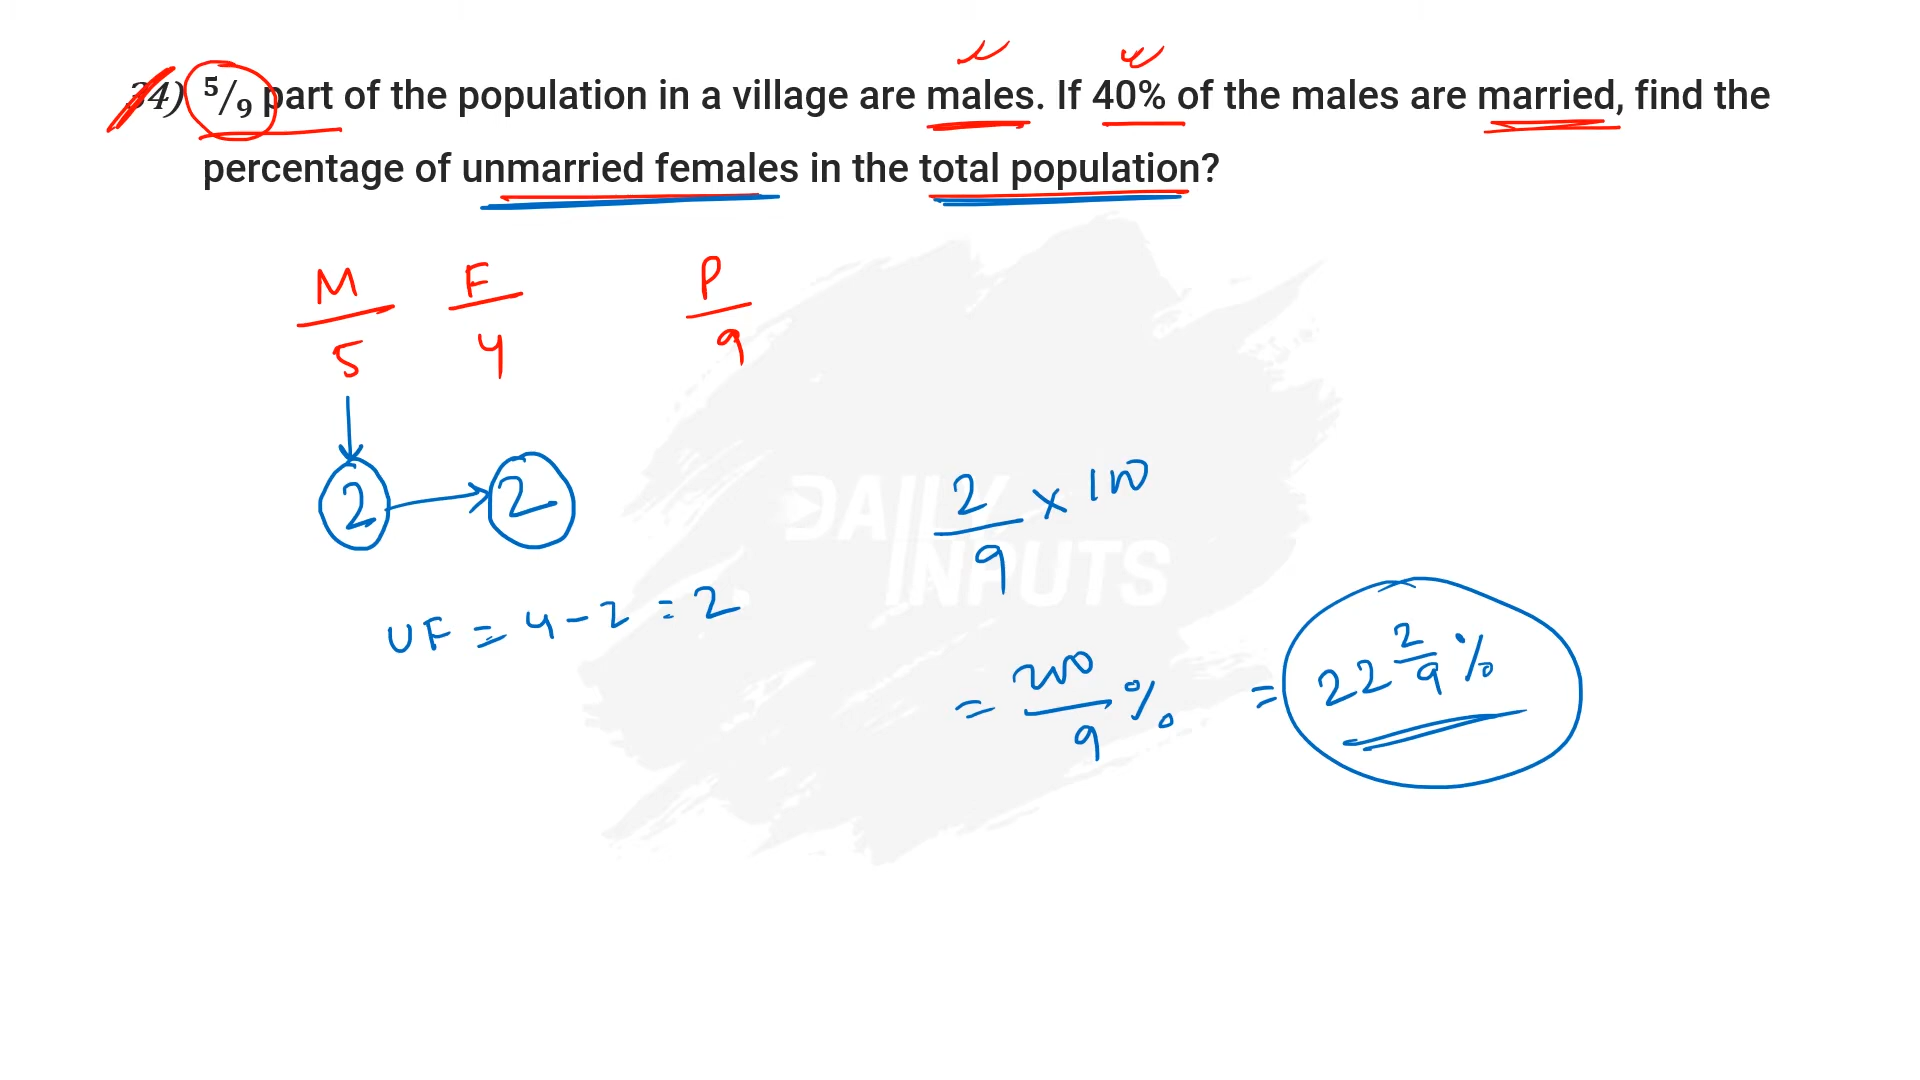 34) 5/9 part of the population in a village are males. If 40% of the males are married, find the
percentage of unmarried females in the total population?
M F P
5 4 9
2 → 2
2/9 × 100
UF = 4 - 2 = 2
= 200/9 % = 22 2/9 %
DAILY
INPUTS